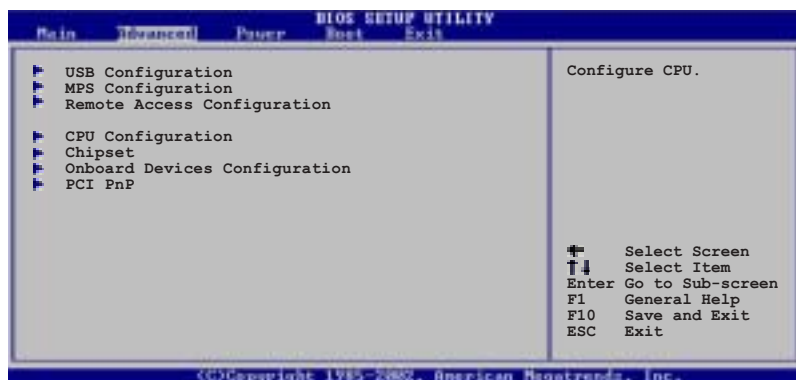 BIOS SETUP UTILITY
Main Advanced Power Boot Exit
USB Configuration
MPS Configuration
Remote Access Configuration
CPU Configuration
Chipset
Onboard Devices Configuration
PCI PnP
Configure CPU.
Select Screen
Select Item
Enter Go to Sub-screen
F1 General Help
F10 Save and Exit
ESC Exit
(C)Copyright 1985-2002, American Megatrends, Inc.